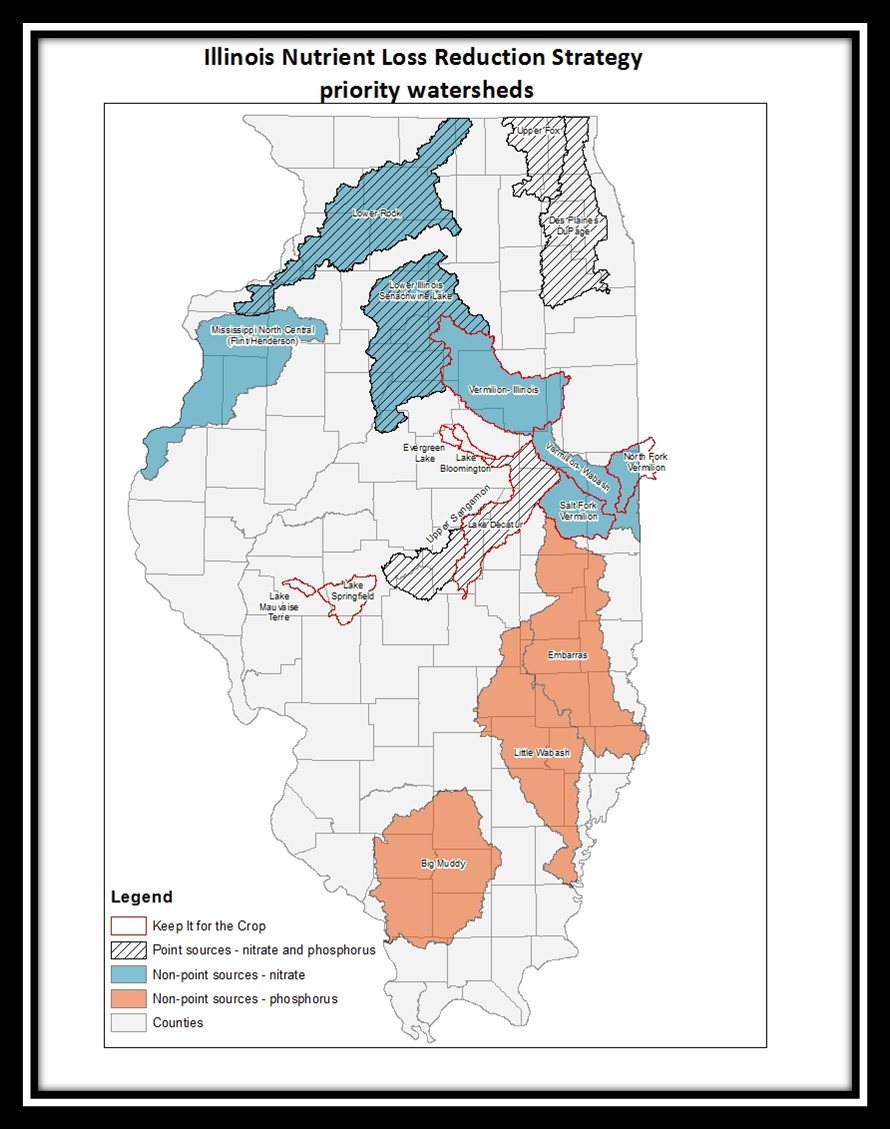 Illinois Nutrient Loss Reduction Strategy
priority watersheds
Upper Fox
Lower Rock
Des Plaines
DuPage
Lower Illinois
Senachwine Lake
Mississippi North Central
(Flint/Henderson)
Vermilion- Illinois
Evergreen
Lake
Lake
Bloomington
Vermilion- Wabash
North Fork
Vermilion
Salt Fork
Vermilion
Upper Sangamon
Lake Decatur
Lake
Springfield
Lake
Mauvaise
Terre
Embarras
Little Wabash
Big Muddy
Legend
Keep It for the Crop
Point sources - nitrate and phosphorus
Non-point sources - nitrate
Non-point sources - phosphorus
Counties